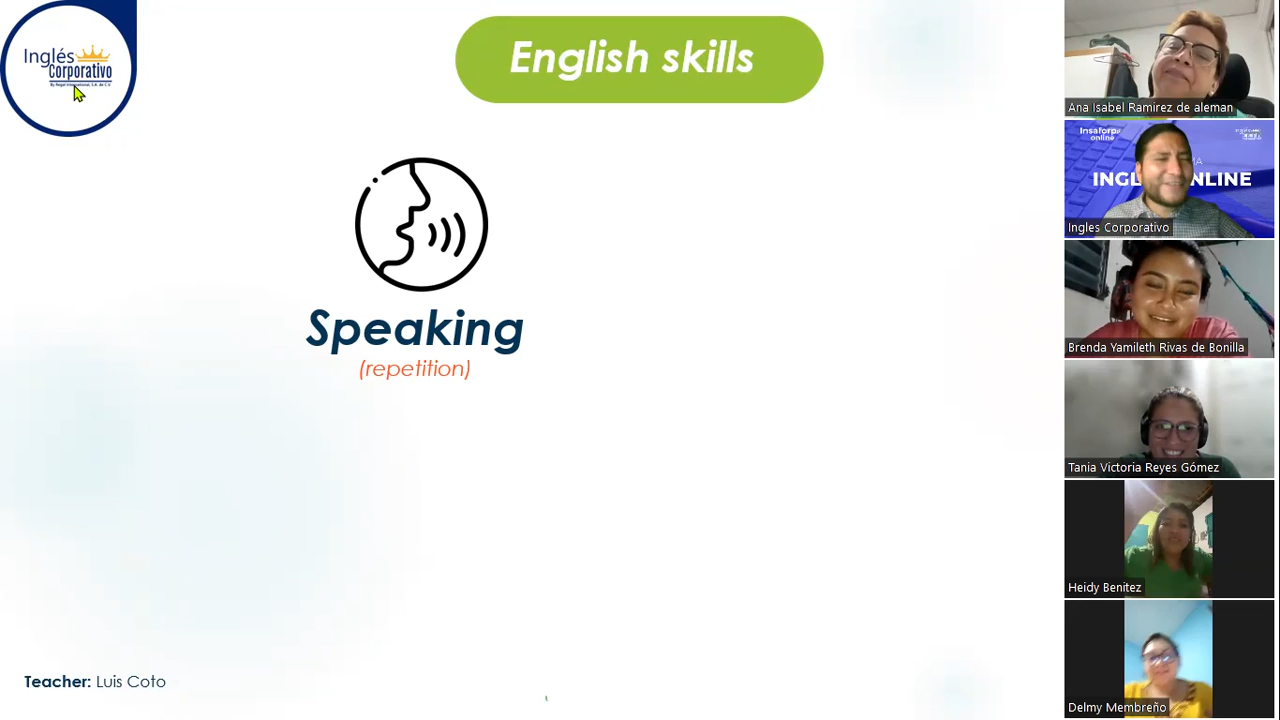 Inglés
Corporativo
English skills
Speaking
(repetition)
Teacher: Luis Coto
Ana Isabel Ramirez de aleman
Insaforp
online
INGL
NLINE
Ingles Corporativo
Brenda Yamileth Rivas de Bonilla
Tania Victoria Reyes Gómez
Heidy Benitez
Delmy Membreño